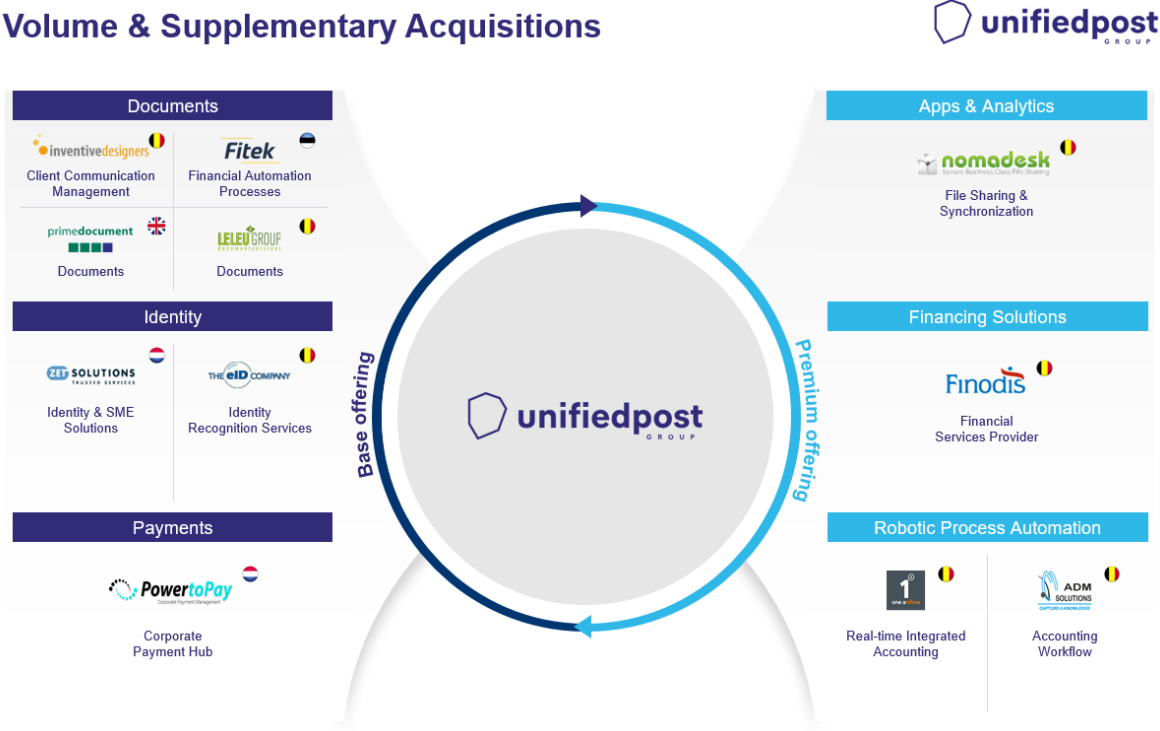 Volume & Supplementary Acquisitions
unifiedpost
GROUP
Documents
inventivedesigners
Client Communication
Management
Fitek
Financial Automation
Processes
primedocument
Documents
LELEU GROUP
DOCUMENTSERVICES
Documents
Identity
ZET SOLUTIONS
TRUSTED SERVICES
Identity & SME
Solutions
THE eID COMPANY
Identity
Recognition Services
Payments
PowertoPay
Corporate Payment Management
Corporate
Payment Hub
Base offering
unifiedpost
GROUP
Premium offering
Apps & Analytics
nomadesk
Secure Business Class File Sharing
File Sharing &
Synchronization
Financing Solutions
Finodis
Financial
Services Provider
Robotic Process Automation
1
one archive
Real-time Integrated
Accounting
ADM
SOLUTIONS
CAPTURE & KNOWLEDGE
Accounting
Workflow